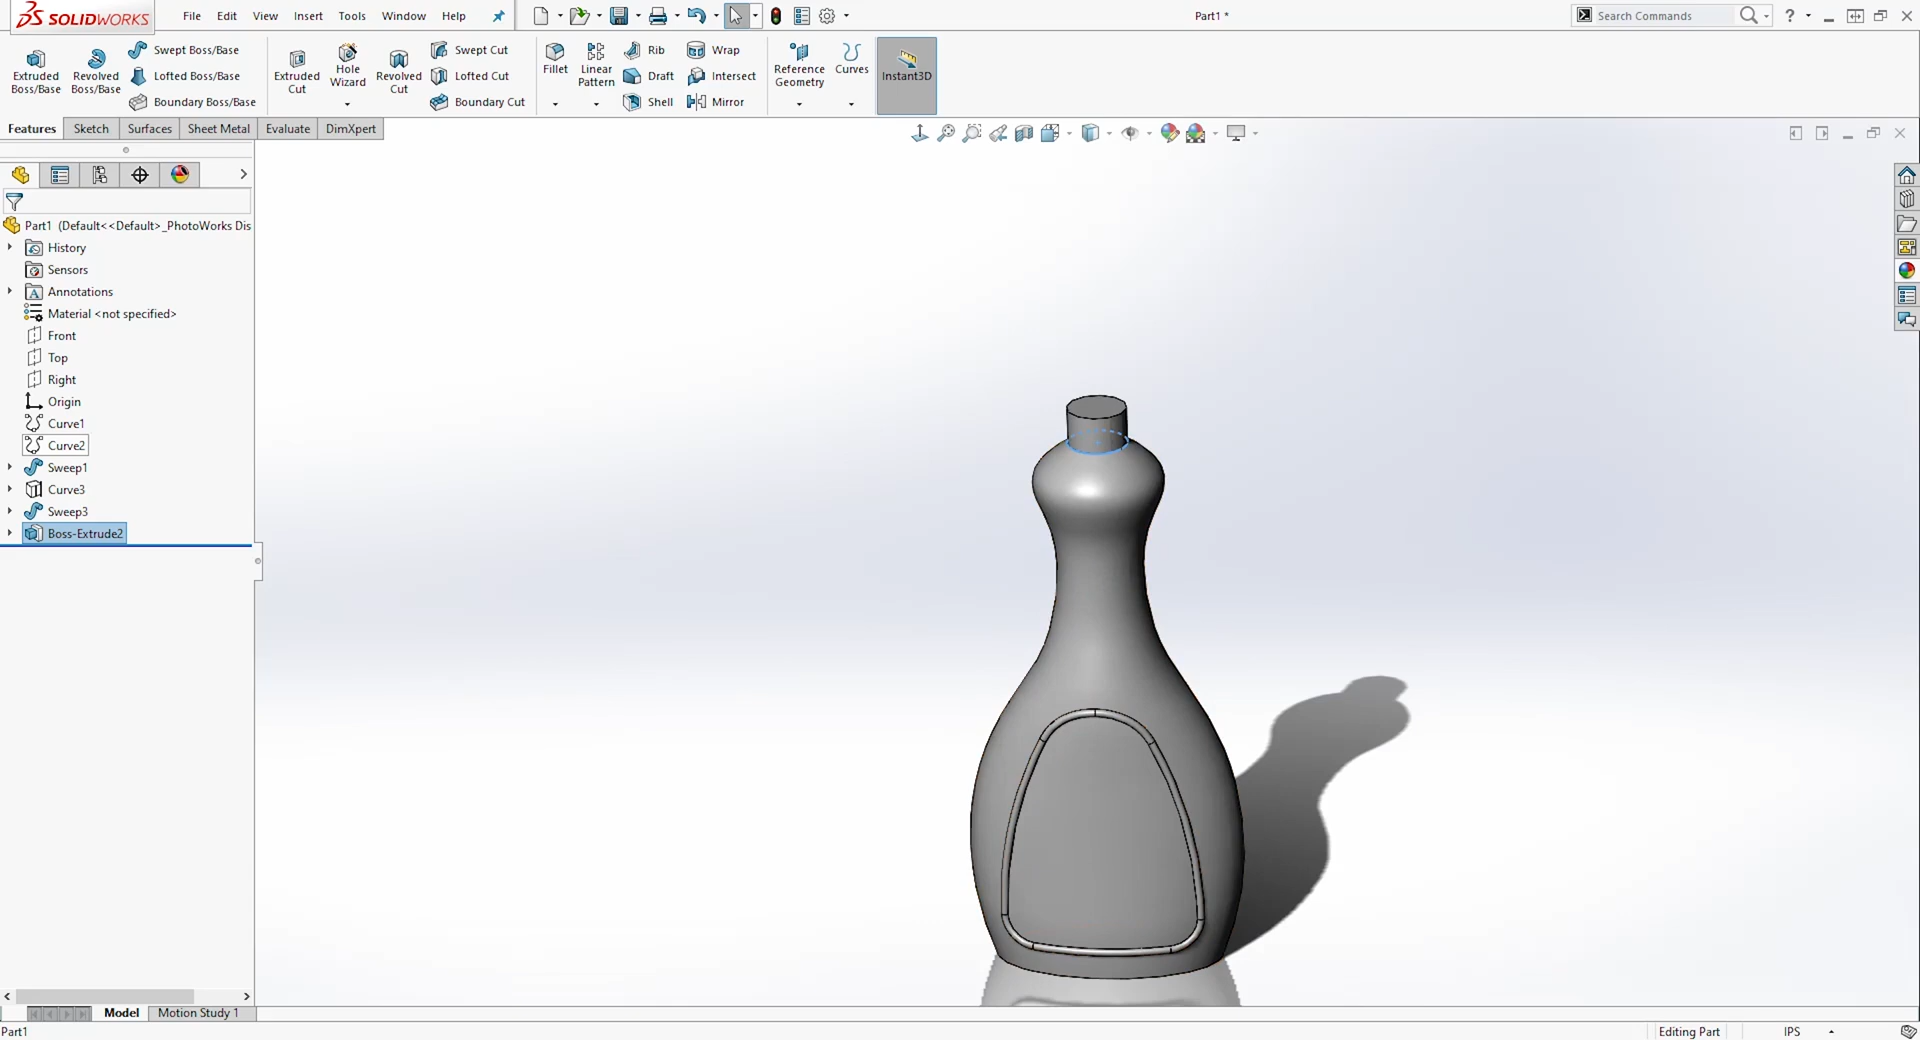 SOLIDWORKS File Edit View Insert Tools Window Help Part1 * Search Commands ?
Extruded Boss/Base
Revolved Boss/Base
Swept Boss/Base
Lofted Boss/Base
Boundary Boss/Base
Extruded Cut
Hole Wizard
Revolved Cut
Swept Cut
Lofted Cut
Boundary Cut
Fillet
Linear Pattern
Rib
Draft
Shell
Wrap
Intersect
Mirror
Reference Geometry
Curves
Instant3D
Features Sketch Surfaces Sheet Metal Evaluate DimXpert
Part1 (Default<<Default>_PhotoWorks Dis
History
Sensors
Annotations
Material <not specified>
Front
Top
Right
Origin
Curve1
Curve2
Sweep1
Curve3
Sweep3
Boss-Extrude2
Model Motion Study 1
Part1 Editing Part IPS